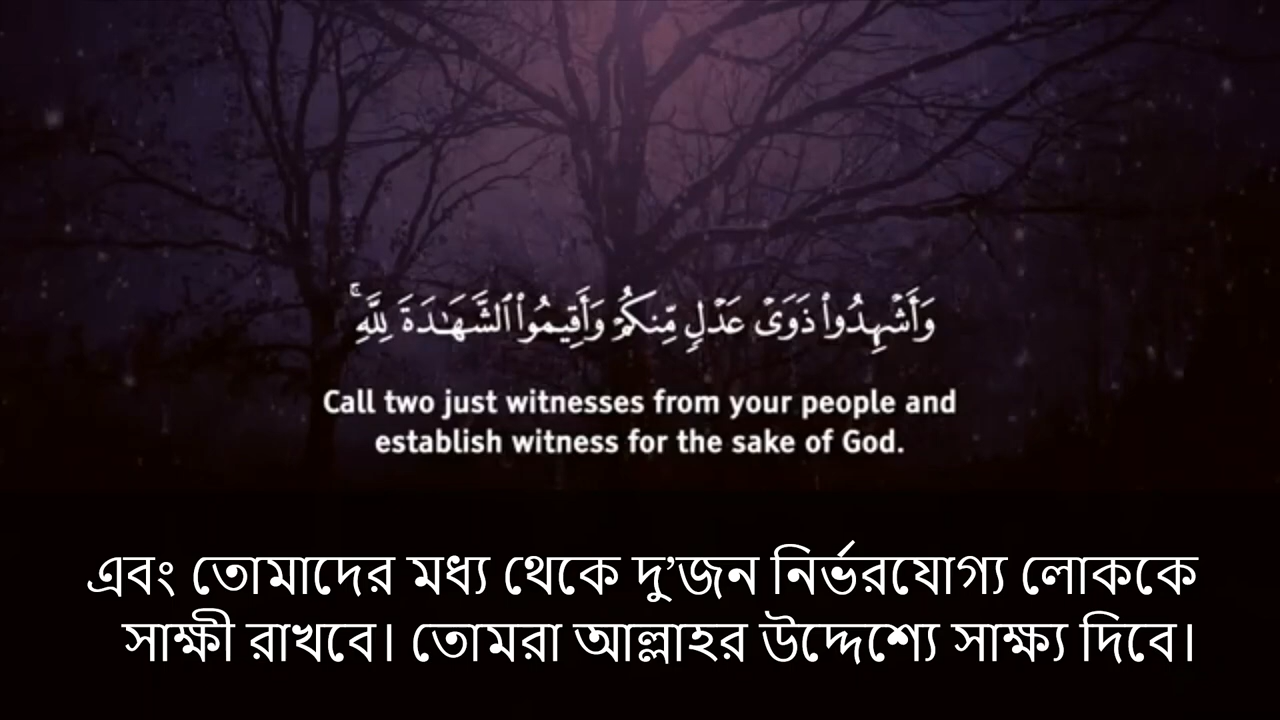 وَأَشْهِدُوا۟ ذَوَىْ عَدْلٍ مِّنكُمْ وَأَقِيمُوا۟ ٱلشَّهَـٰدَةَ لِلَّهِ ۚ
Call two just witnesses from your people and
establish witness for the sake of God.
এবং তোমাদের মধ্য থেকে দু’জন নির্ভরযোগ্য লোককে
সাক্ষী রাখবে। তোমরা আল্লাহর উদ্দেশ্যে সাক্ষ্য দিবে।